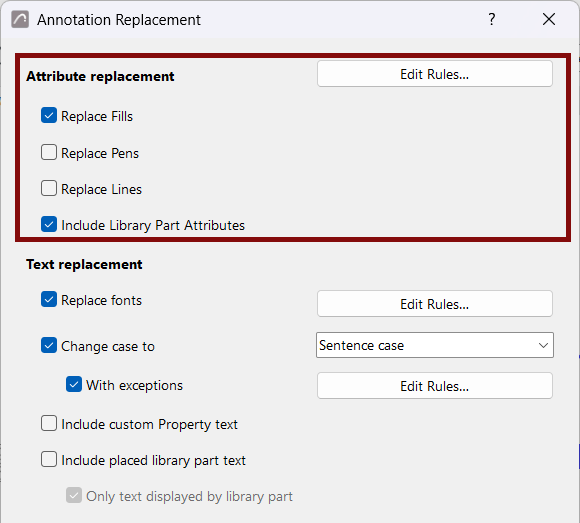 Annotation Replacement ?
Attribute replacement Edit Rules...
Replace Fills
Replace Pens
Replace Lines
Include Library Part Attributes
Text replacement
Replace fonts Edit Rules...
Change case to Sentence case
With exceptions Edit Rules...
Include custom Property text
Include placed library part text
Only text displayed by library part